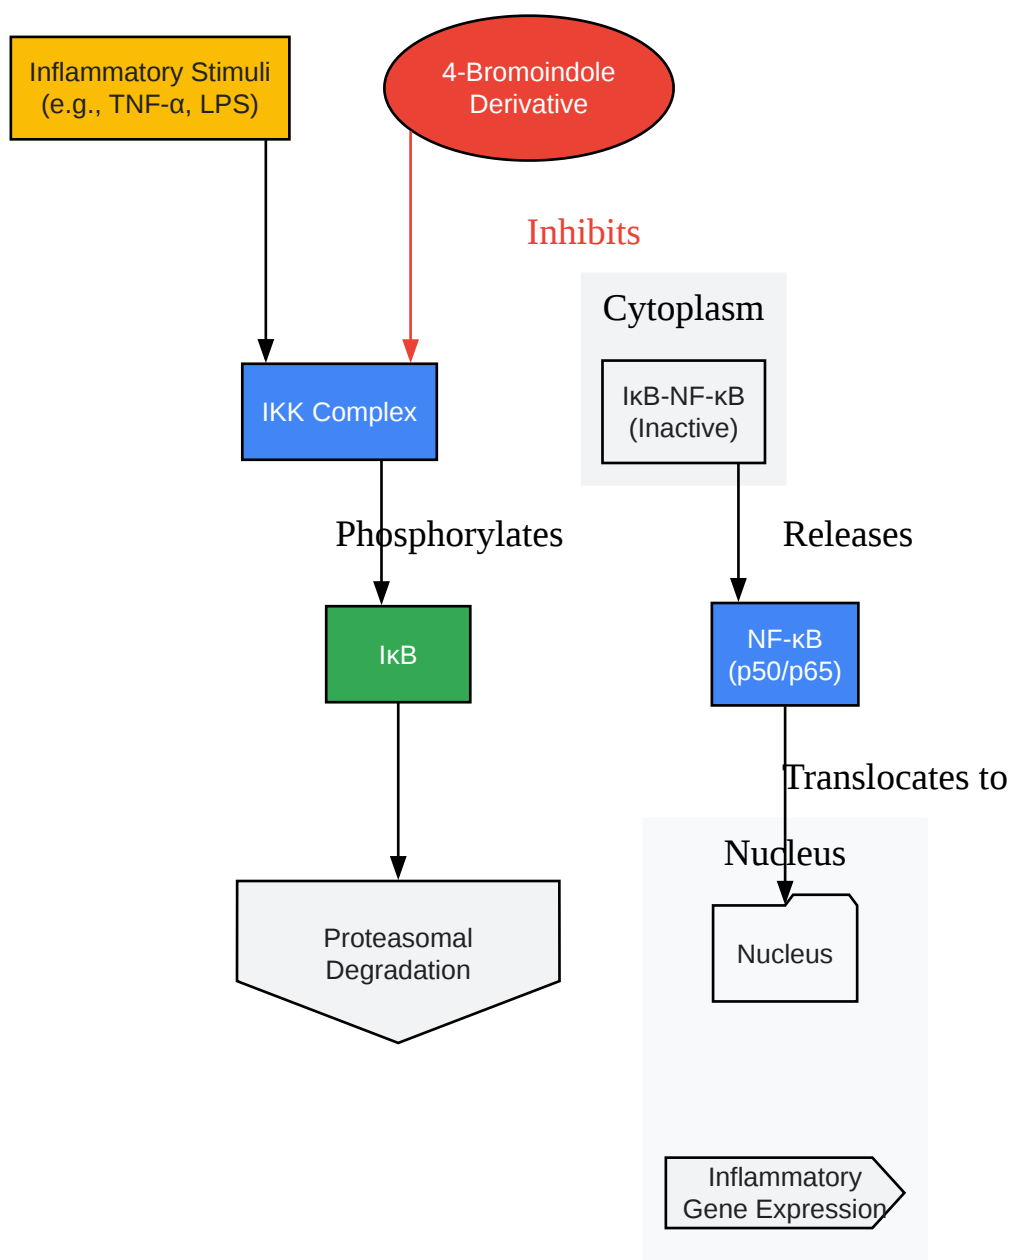 Inflammatory Stimuli
(e.g., TNF-α, LPS)
4-Bromoindole
Derivative
Inhibits
Cytoplasm
IKK Complex
IκB-NF-κB
(Inactive)
Phosphorylates
Releases
IκB
NF-κB
(p50/p65)
Translocates to
Nucleus
Proteasomal
Degradation
Nucleus
Inflammatory
Gene Expression